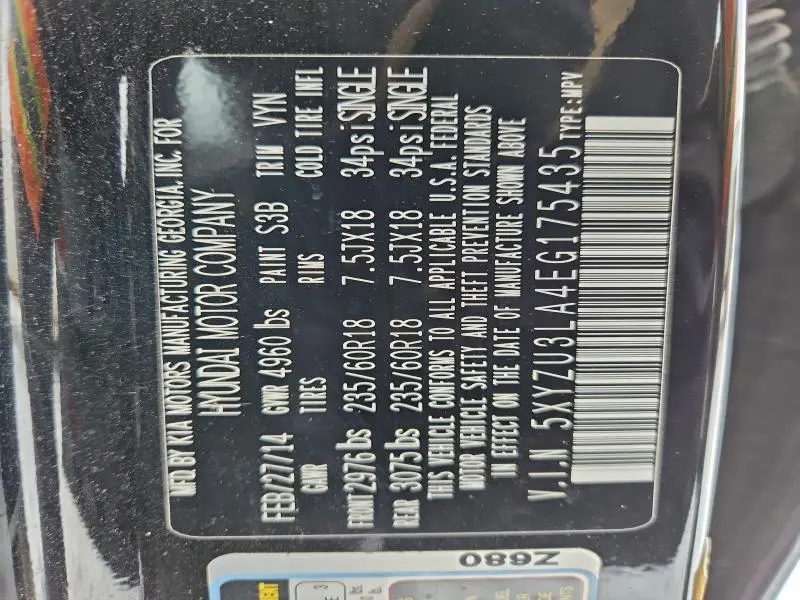 MFD BY KIA MOTORS MANUFACTURING GEORGIA, INC. FOR
HYUNDAI MOTOR COMPANY
FEB/27/14 GVWR 4960 lbs PAINT S3B TRIM VYN
GAWR TIRES RIMS COLD TIRE INFL
FRONT 2976 lbs 235/60R18 7.5JX18 34psi SINGLE
REAR 3075 lbs 235/60R18 7.5JX18 34psi SINGLE
THIS VEHICLE CONFORMS TO ALL APPLICABLE U.S.A. FEDERAL
MOTOR VEHICLE SAFETY AND THEFT PREVENTION STANDARDS
IN EFFECT ON THE DATE OF MANUFACTURE SHOWN ABOVE
V.I.N. 5XYZU3LA4EG175435 TYPE:MPV
Z680